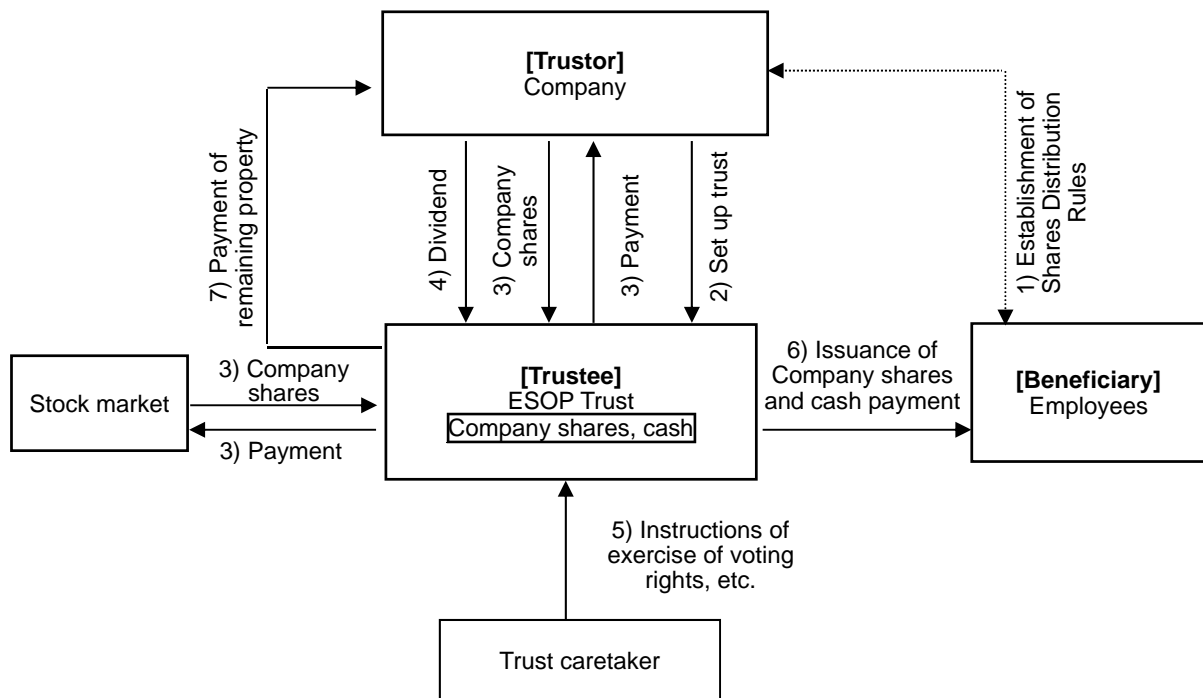 [Trustor]
Company
7) Payment of
remaining property
4) Dividend
3) Company
shares
3) Payment
2) Set up trust
1) Establishment of
Shares Distribution
Rules
Stock market
3) Company
shares
3) Payment
[Trustee]
ESOP Trust
Company shares, cash
6) Issuance of
Company shares
and cash payment
[Beneficiary]
Employees
5) Instructions of
exercise of voting
rights, etc.
Trust caretaker